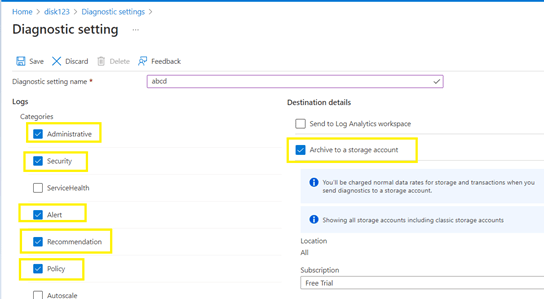 Home > disk123 > Diagnostic settings >
Diagnostic setting ...
Save Discard Delete Feedback
Diagnostic setting name * abcd
Logs
Categories
Administrative
Security
ServiceHealth
Alert
Recommendation
Policy
Autoscale
Destination details
Send to Log Analytics workspace
Archive to a storage account
You'll be charged normal data rates for storage and transactions when you
send diagnostics to a storage account.
Showing all storage accounts including classic storage accounts
Location
All
Subscription
Free Trial